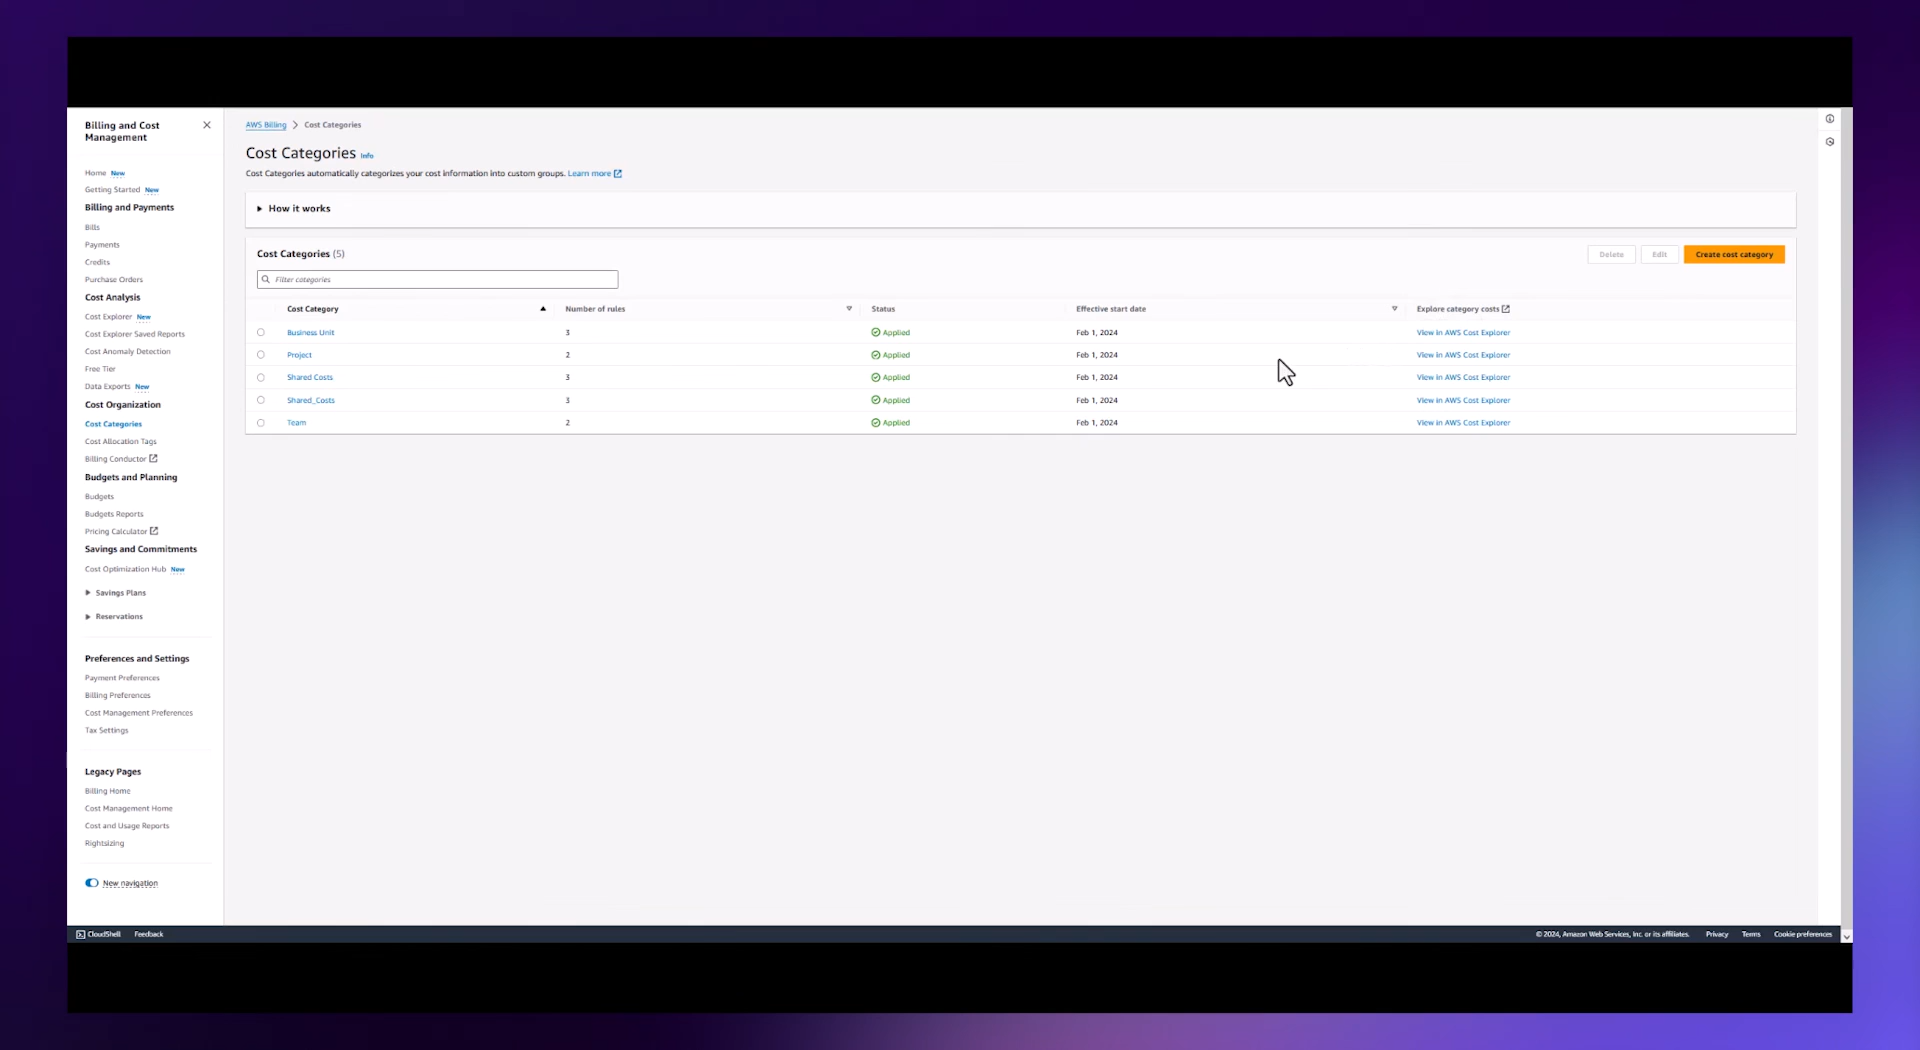 Billing and Cost
Management
Home New
Getting Started New
Billing and Payments
Bills
Payments
Credits
Purchase Orders
Cost Analysis
Cost Explorer New
Cost Explorer Saved Reports
Cost Anomaly Detection
Free Tier
Data Exports New
Cost Organization
Cost Categories
Cost Allocation Tags
Billing Conductor
Budgets and Planning
Budgets
Budgets Reports
Pricing Calculator
Savings and Commitments
Cost Optimization Hub New
Savings Plans
Reservations
Preferences and Settings
Payment Preferences
Billing Preferences
Cost Management Preferences
Tax Settings
Legacy Pages
Billing Home
Cost Management Home
Cost and Usage Reports
Rightsizing
New navigation
AWS Billing > Cost Categories
Cost Categories Info
Cost Categories automatically categorizes your cost information into custom groups. Learn more
How it works
Cost Categories (5)
Delete Edit Create cost category
Filter categories
Cost Category Number of rules Status Effective start date Explore category costs
Business Unit 3 Applied Feb 1, 2024 View in AWS Cost Explorer
Project 2 Applied Feb 1, 2024 View in AWS Cost Explorer
Shared Costs 3 Applied Feb 1, 2024 View in AWS Cost Explorer
Shared_Costs 3 Applied Feb 1, 2024 View in AWS Cost Explorer
Team 2 Applied Feb 1, 2024 View in AWS Cost Explorer
CloudShell Feedback © 2024, Amazon Web Services, Inc. or its affiliates. Privacy Terms Cookie preferences